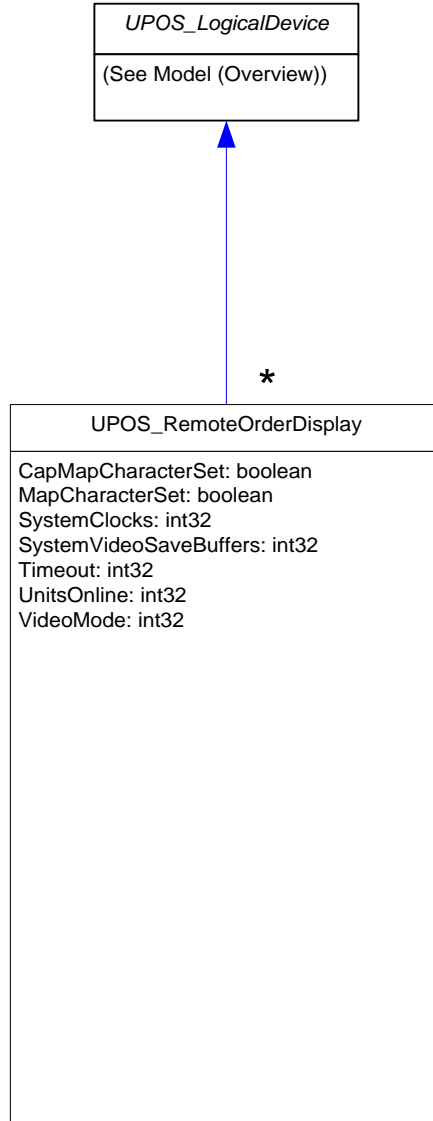 UPOS_LogicalDevice
(See Model (Overview))
*
UPOS_RemoteOrderDisplay
CapMapCharacterSet: boolean
MapCharacterSet: boolean
SystemClocks: int32
SystemVideoSaveBuffers: int32
Timeout: int32
UnitsOnline: int32
VideoMode: int32